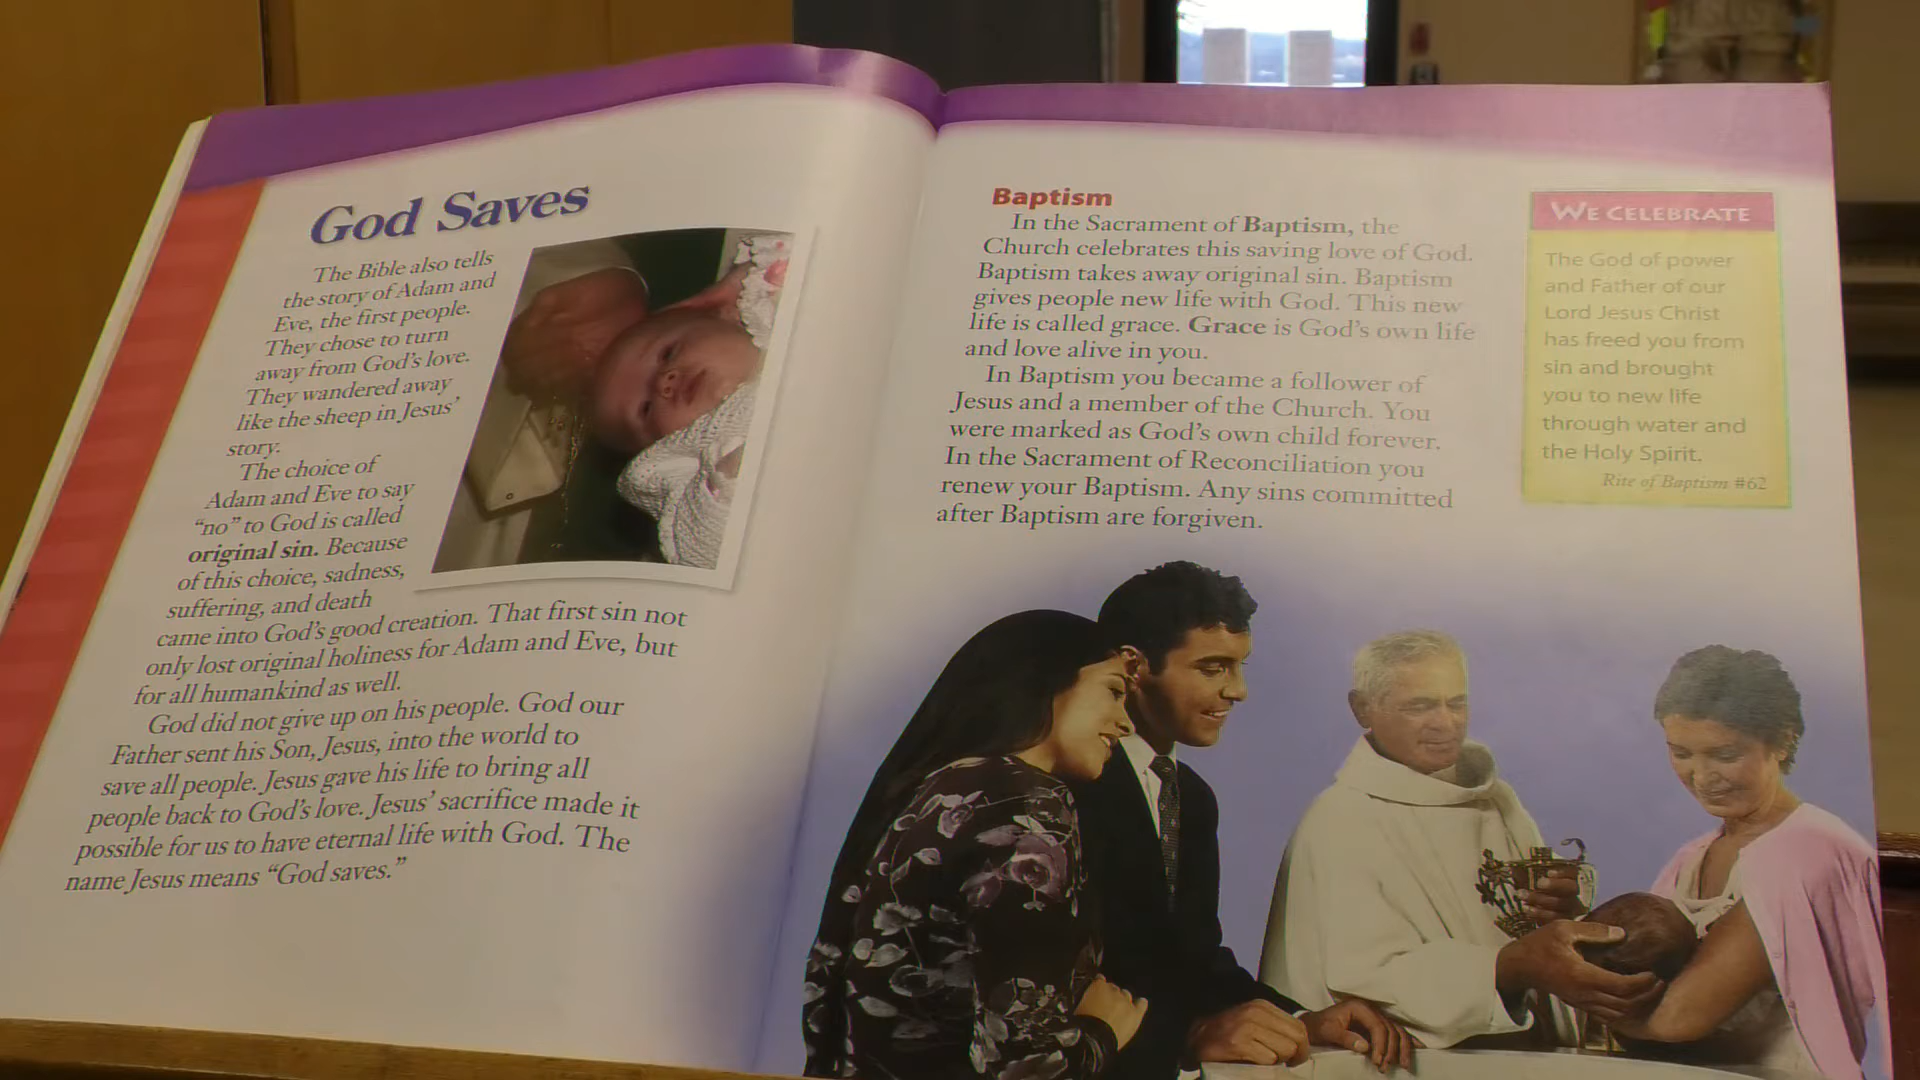 God Saves
The Bible also tells
the story of Adam and
Eve, the first people.
They chose to turn
away from God's love.
They wandered away
like the sheep in Jesus'
story.
The choice of
Adam and Eve to say
“no” to God is called
original sin. Because
of this choice, sadness,
suffering, and death
came into God's good creation. That first sin not
only lost original holiness for Adam and Eve, but
for all humankind as well.
God did not give up on his people. God our
Father sent his Son, Jesus, into the world to
save all people. Jesus gave his life to bring all
people back to God's love. Jesus' sacrifice made it
possible for us to have eternal life with God. The
name Jesus means “God saves.”
Baptism
In the Sacrament of Baptism, the
Church celebrates this saving love of God.
Baptism takes away original sin. Baptism
gives people new life with God. This new
life is called grace. Grace is God's own life
and love alive in you.
In Baptism you became a follower of
Jesus and a member of the Church. You
were marked as God's own child forever.
In the Sacrament of Reconciliation you
renew your Baptism. Any sins committed
after Baptism are forgiven.
WE CELEBRATE
The God of power
and Father of our
Lord Jesus Christ
has freed you from
sin and brought
you to new life
through water and
the Holy Spirit.
Rite of Baptism #62
JESUS